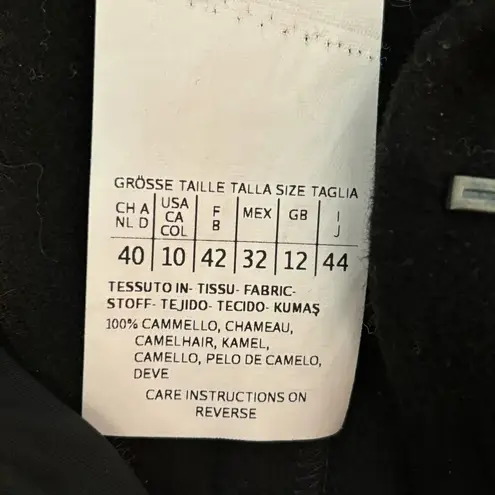 GRÖSSE TAILLE TALLA SIZE TAGLIA
CH A NL D | USA CA COL | F B | MEX | GB | I J
40 | 10 | 42 | 32 | 12 | 44
TESSUTO IN- TISSU- FABRIC-
STOFF- TEJIDO- TECIDO- KUMAŞ
100% CAMMELLO, CHAMEAU,
CAMELHAIR, KAMEL,
CAMELLO, PELO DE CAMELO,
DEVE
CARE INSTRUCTIONS ON
REVERSE